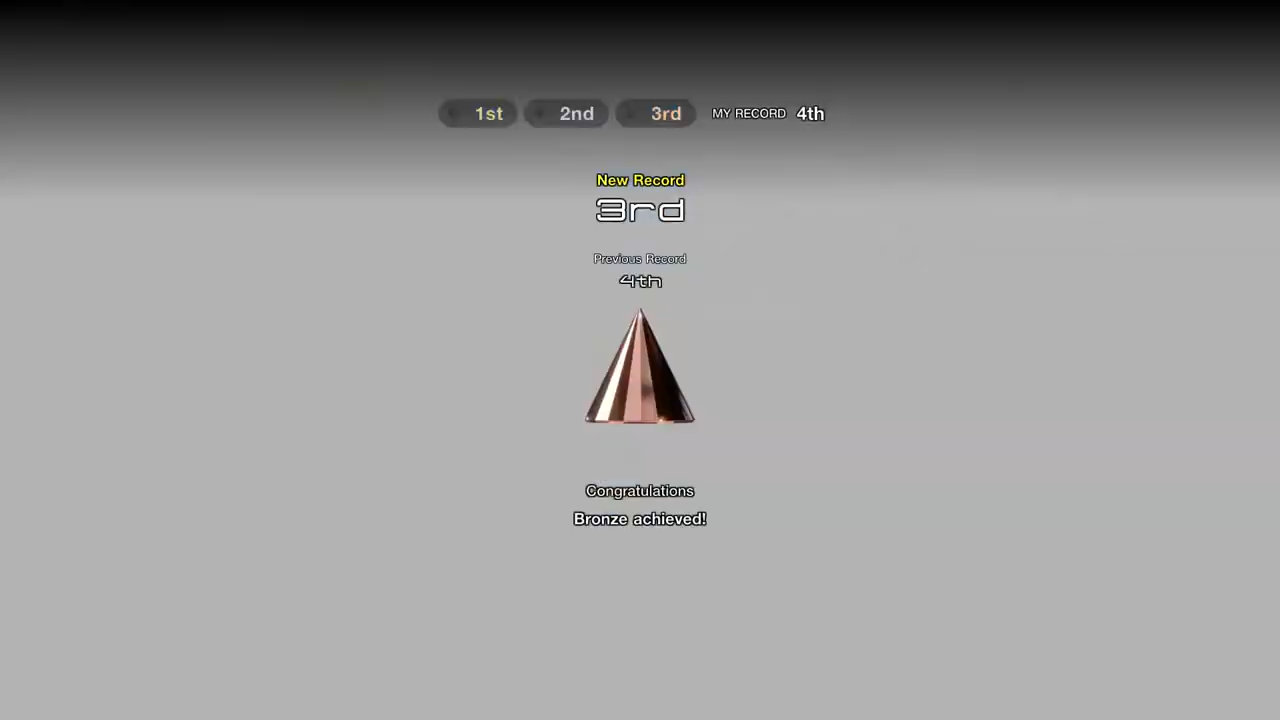 1st 2nd 3rd MY RECORD 4th
New Record
3rd
Previous Record
4th
Congratulations
Bronze achieved!